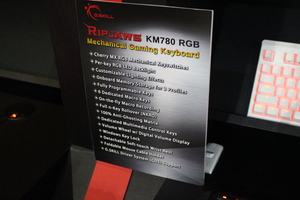 G.SKILL
RIPJAWS KM780 RGB
Mechanical Gaming Keyboard
• Cherry MX RGB Mechanical Keyswitches
• Per-key RGB LED Backlight
• Customizable Lighting Effects
• Onboard Memory Storage for 3 Profiles
• Fully Programmable Keys
• 6 Dedicated Macro Keys
• On-the-fly Macro Recording
• Full n-Key Rollover (NKRO)
• 100% Anti-Ghosting Matrix
• Dedicated Multimedia Control Keys
• Volume Wheel w/ Digital Volume Display
• Windows Key Lock
• Detachable Soft-touch Wrist Rest
• Foldable Mouse Cable Holder
• G.SKILL Driver System Support